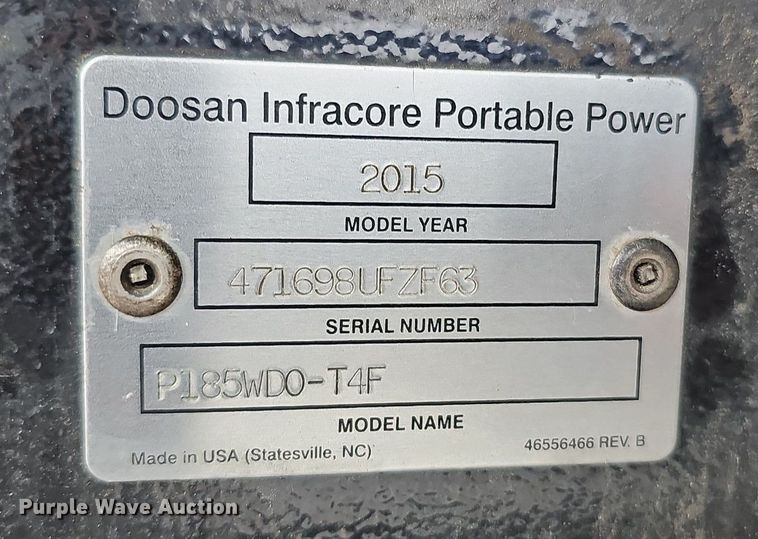 Doosan Infracore Portable Power
2015
MODEL YEAR
471698UFZF63
SERIAL NUMBER
P185WDO-T4F
MODEL NAME
Made in USA (Statesville, NC)
46556466 REV. B
Purple Wave Auction